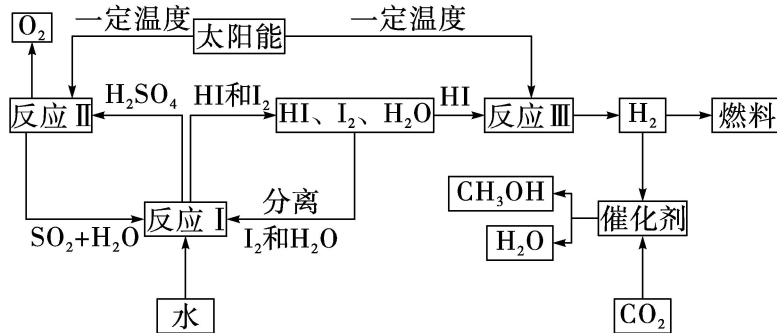 O₂
一定温度
太阳能
一定温度
反应Ⅱ
H₂SO₄
HI和I₂
HI、I₂、H₂O
HI
反应Ⅲ
H₂
燃料
SO₂+H₂O
反应Ⅰ
分离
I₂和H₂O
CH₃OH
H₂O
催化剂
水
CO₂